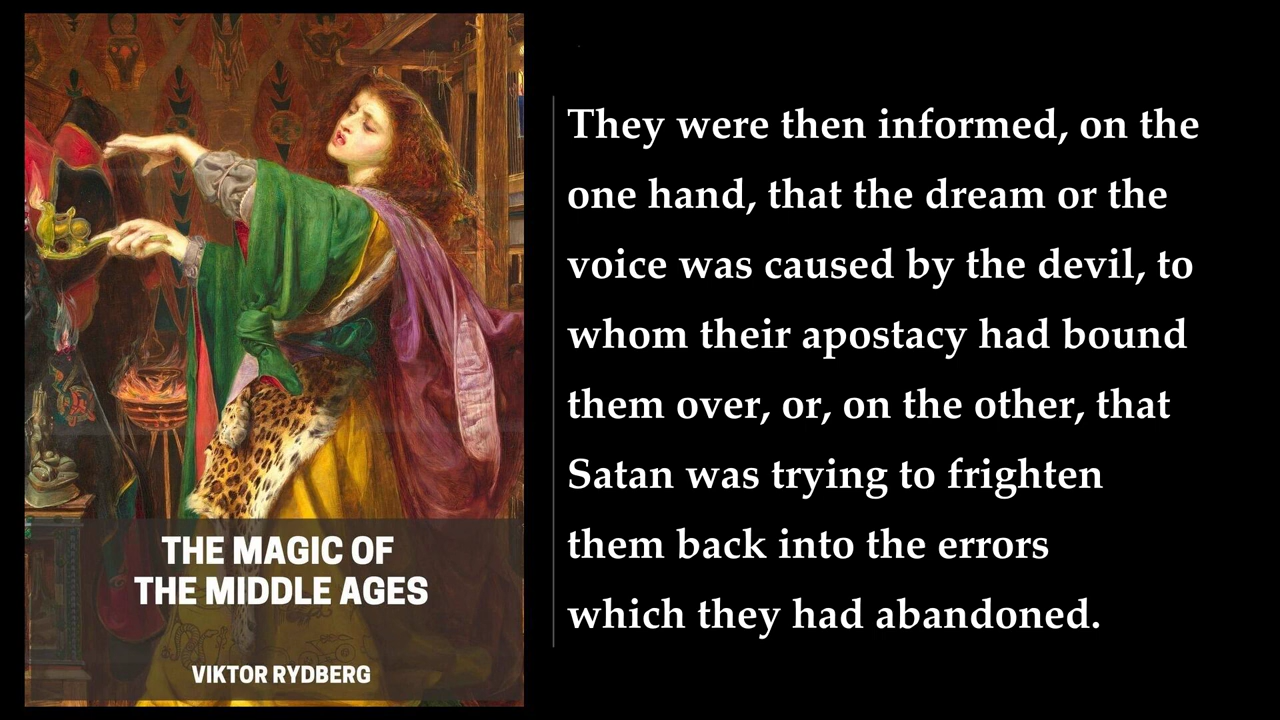 THE MAGIC OF
THE MIDDLE AGES
VIKTOR RYDBERG
They were then informed, on the
one hand, that the dream or the
voice was caused by the devil, to
whom their apostacy had bound
them over, or, on the other, that
Satan was trying to frighten
them back into the errors
which they had abandoned.